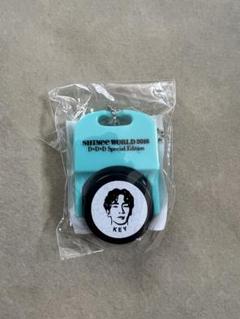 SHINee WORLD 2016
D×D×D Special Edition
KEY